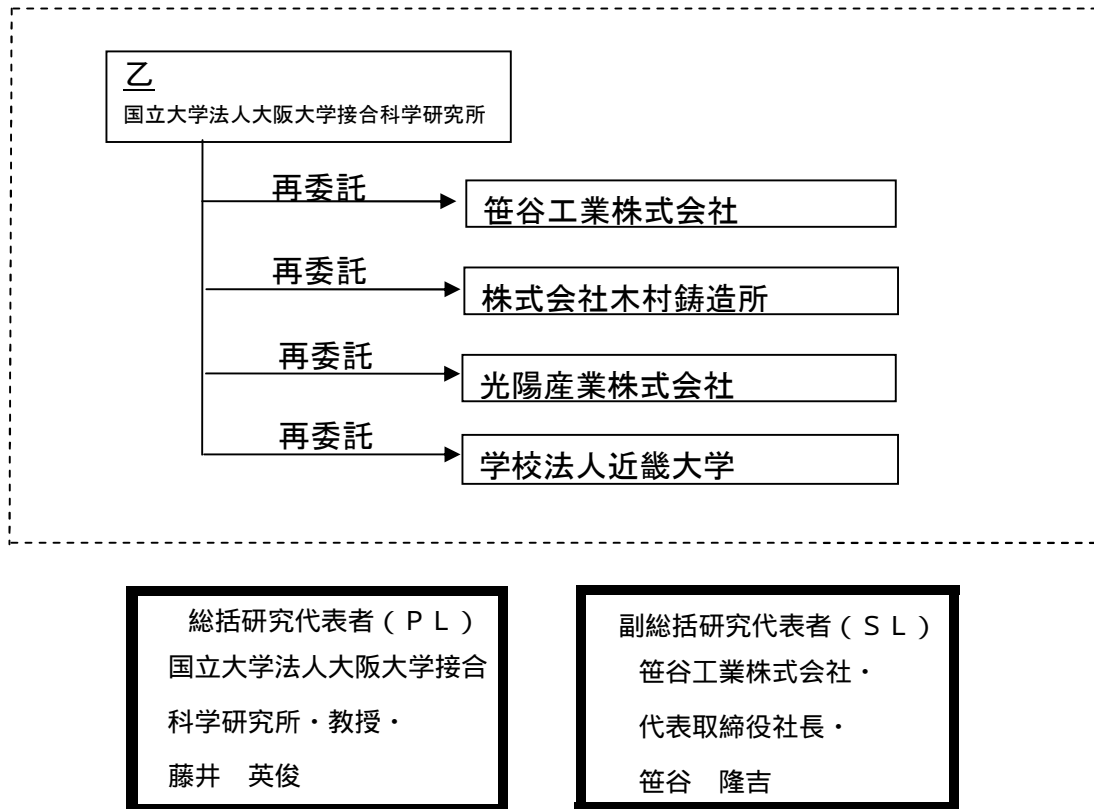 乙
国立大学法人大阪大学接合科学研究所
再委託
笹谷工業株式会社
再委託
株式会社木村鋳造所
再委託
光陽産業株式会社
再委託
学校法人近畿大学
総括研究代表者（ＰＬ）
国立大学法人大阪大学接合
科学研究所・教授・
藤井　英俊
副総括研究代表者（ＳＬ）
笹谷工業株式会社・
代表取締役社長・
笹谷　隆吉